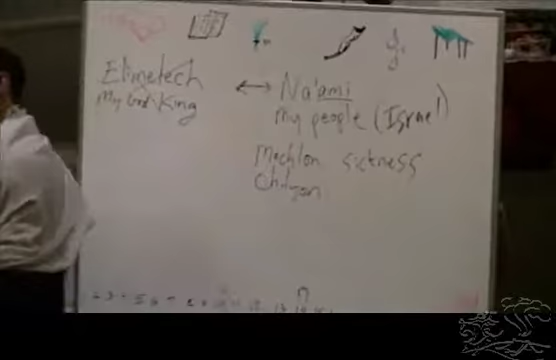 Elimelech ↔ Na'ami
My God King
my people (Israel)
Machlon sickness
Chilyon